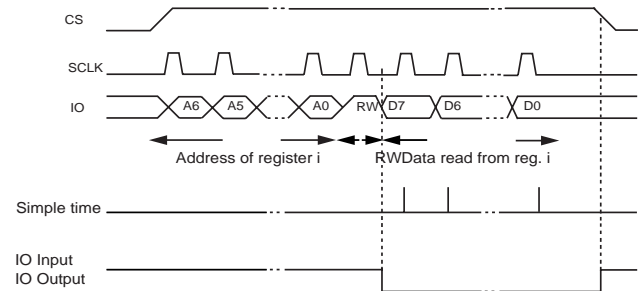 CS
SCLK
IO A6 A5 A0 RW D7 D6 D0
Address of register i RWData read from reg. i
Simple time
IO Input
IO Output